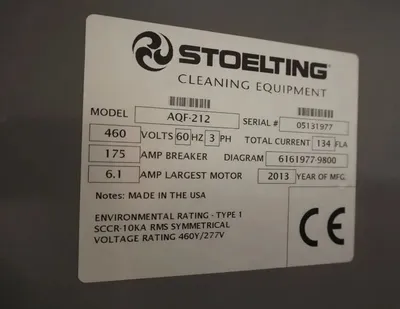 STOELTING
CLEANING EQUIPMENT
MODEL AQF-212 SERIAL # 05131977
460 VOLTS 60 HZ 3 PH TOTAL CURRENT 134 FLA
175 AMP BREAKER DIAGRAM 6161977-9800
6.1 AMP LARGEST MOTOR 2013 YEAR OF MFG.
Notes: MADE IN THE USA
ENVIRONMENTAL RATING - TYPE 1
SCCR-10KA RMS SYMMETRICAL
VOLTAGE RATING 460Y/277V
CE